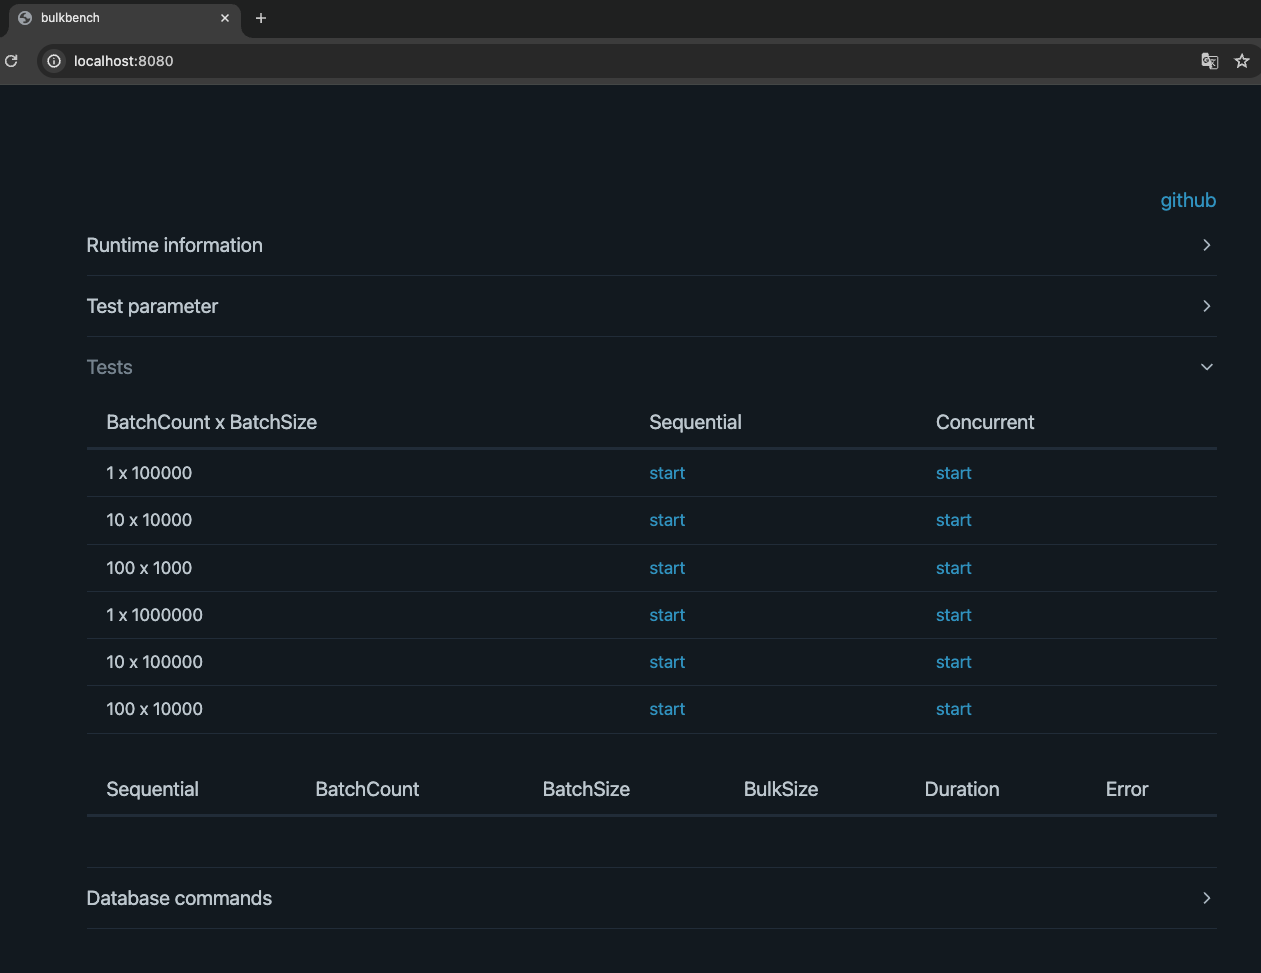 bulkbench
localhost:8080
github
Runtime information
Test parameter
Tests
BatchCount x BatchSize Sequential Concurrent
1 x 100000 start start
10 x 10000 start start
100 x 1000 start start
1 x 1000000 start start
10 x 100000 start start
100 x 10000 start start
Sequential BatchCount BatchSize BulkSize Duration Error
Database commands